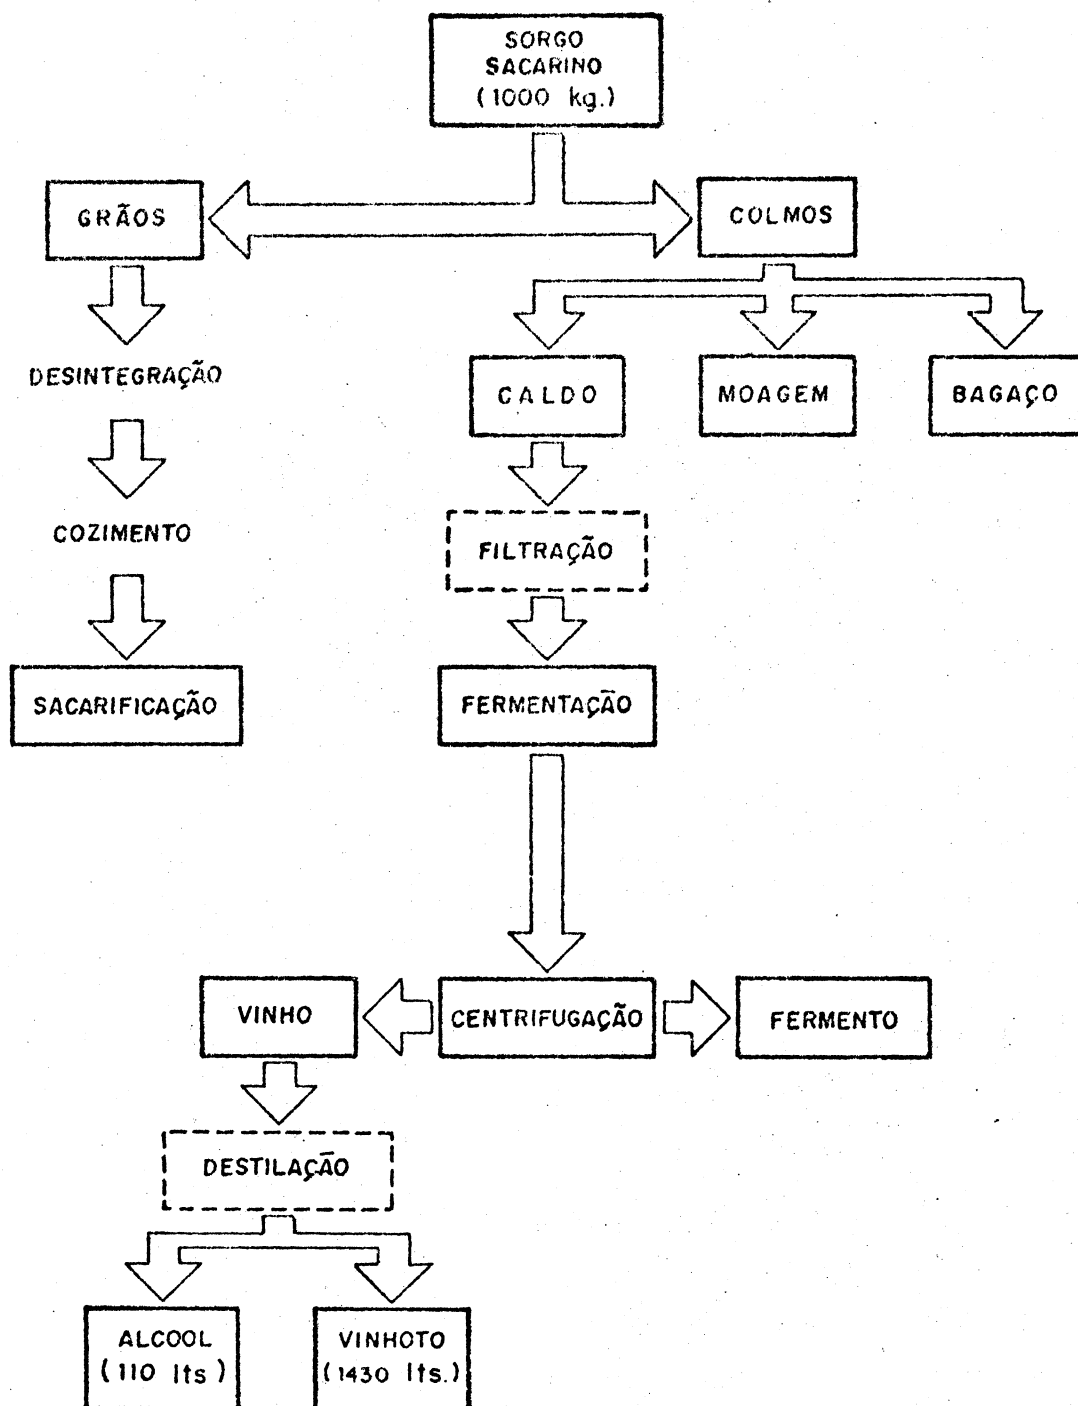 SORGO
SACARINO
(1000 kg.)
GRÃOS
COLMOS
DESINTEGRAÇÃO
CALDO
MOAGEM
BAGAÇO
COZIMENTO
FILTRAÇÃO
SACARIFICAÇÃO
FERMENTAÇÃO
VINHO
CENTRIFUGAÇÃO
FERMENTO
DESTILAÇÃO
ALCOOL
(110 lts)
VINHOTO
(1430 lts.)